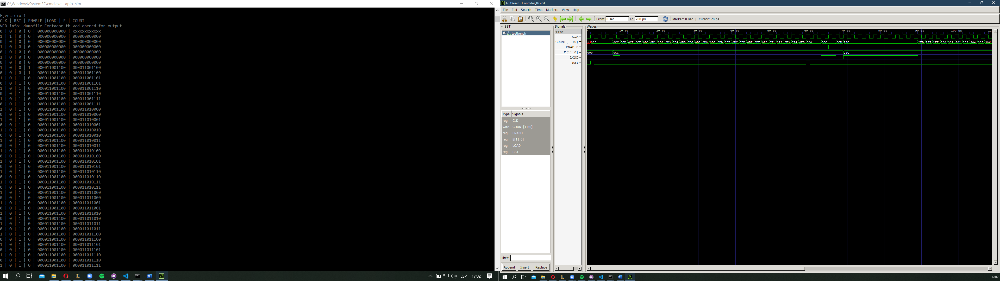 C:\Windows\System32\cmd.exe - apio sim
Ejercicio 1
CLK | RST | ENABLE |LOAD | E | COUNT
VCD info: dumpfile Contador_tb.vcd opened for output.
0 | 0 | 0 | 0 | 000000000000 | xxxxxxxxxxxx
1 | 1 | 0 | 0 | 000000000000 | 000000000000
0 | 0 | 0 | 0 | 000000000000 | 000000000000
1 | 0 | 0 | 0 | 000000000000 | 000000000000
0 | 0 | 0 | 0 | 000000000000 | 000000000000
1 | 0 | 0 | 0 | 000000000000 | 000000000000
0 | 0 | 0 | 0 | 000000000000 | 000000000000
1 | 0 | 0 | 1 | 000011001100 | 000011001100
0 | 0 | 0 | 1 | 000011001100 | 000011001100
1 | 0 | 1 | 0 | 000011001100 | 000011001101
0 | 0 | 1 | 0 | 000011001100 | 000011001101
1 | 0 | 1 | 0 | 000011001100 | 000011001110
0 | 0 | 1 | 0 | 000011001100 | 000011001110
1 | 0 | 1 | 0 | 000011001100 | 000011001111
0 | 0 | 1 | 0 | 000011001100 | 000011001111
1 | 0 | 1 | 0 | 000011001100 | 000011010000
0 | 0 | 1 | 0 | 000011001100 | 000011010000
1 | 0 | 1 | 0 | 000011001100 | 000011010001
0 | 0 | 1 | 0 | 000011001100 | 000011010001
1 | 0 | 1 | 0 | 000011001100 | 000011010010
0 | 0 | 1 | 0 | 000011001100 | 000011010010
1 | 0 | 1 | 0 | 000011001100 | 000011010011
0 | 0 | 1 | 0 | 000011001100 | 000011010011
1 | 0 | 1 | 0 | 000011001100 | 000011010100
0 | 0 | 1 | 0 | 000011001100 | 000011010100
1 | 0 | 1 | 0 | 000011001100 | 000011010101
0 | 0 | 1 | 0 | 000011001100 | 000011010101
1 | 0 | 1 | 0 | 000011001100 | 000011010110
0 | 0 | 1 | 0 | 000011001100 | 000011010110
1 | 0 | 1 | 0 | 000011001100 | 000011010111
0 | 0 | 1 | 0 | 000011001100 | 000011010111
1 | 0 | 1 | 0 | 000011001100 | 000011011000
0 | 0 | 1 | 0 | 000011001100 | 000011011000
1 | 0 | 1 | 0 | 000011001100 | 000011011001
0 | 0 | 1 | 0 | 000011001100 | 000011011001
1 | 0 | 1 | 0 | 000011001100 | 000011011010
0 | 0 | 1 | 0 | 000011001100 | 000011011010
1 | 0 | 1 | 0 | 000011001100 | 000011011011
0 | 0 | 1 | 0 | 000011001100 | 000011011011
1 | 0 | 1 | 0 | 000011001100 | 000011011100
0 | 0 | 1 | 0 | 000011001100 | 000011011100
1 | 0 | 1 | 0 | 000011001100 | 000011011101
0 | 0 | 1 | 0 | 000011001100 | 000011011101
1 | 0 | 1 | 0 | 000011001100 | 000011011110
0 | 0 | 1 | 0 | 000011001100 | 000011011110
1 | 0 | 1 | 0 | 000011001100 | 000011011111
ESP 17:02
GTKWave - Contador_tb.vcd
File Edit Search Time Markers View Help
From: 0 sec To: 200 ps Marker: 0 sec | Cursor: 78 ps
SST
testbench
Type Signals
reg CLK
wire COUNT[11:0]
reg ENABLE
reg E[11:0]
reg LOAD
reg RST
Filter:
Append Insert Replace
Signals
Time
CLK =
COUNT[11:0] =
ENABLE =
E[11:0] =
LOAD =
RST =
Waves
10 ps 20 ps 30 ps 40 ps 50 ps 60 ps 70 ps 80 ps 90 ps 100 ps 110
+ 000 0CC 0CD 0CE 0CF 0D0 0D1 0D2 0D3 0D4 0D5 0D6 0D7 0D8 0D9 0DA 0DB 0DC 0DD 0DE 0DF 0E0 0E1 0E2 0E3 0E4 0E5 000 0CC 0CD 2FC 2FD 2FE 2FF 300 301 302 303 304 305 306
000 0CC 2FC
17:02